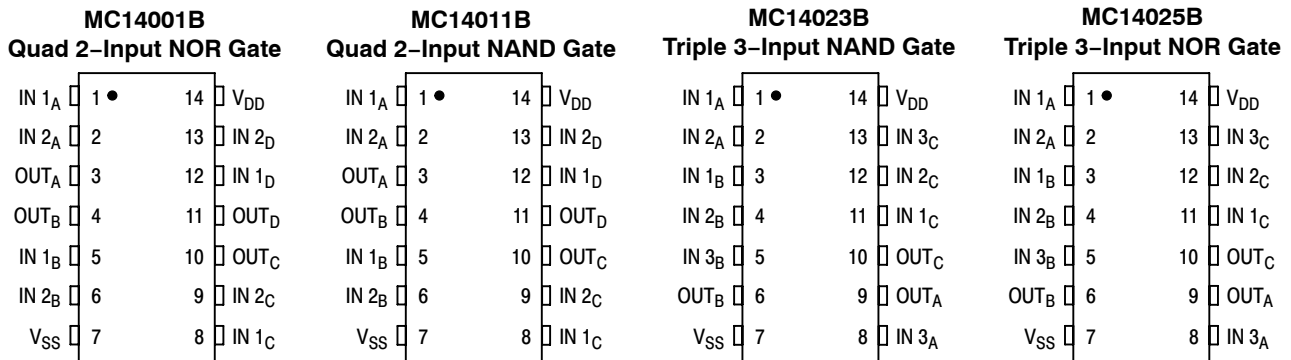 MC14001B
Quad 2−Input NOR Gate
IN 1A 1 14 VDD
IN 2A 2 13 IN 2D
OUTA 3 12 IN 1D
OUTB 4 11 OUTD
IN 1B 5 10 OUTC
IN 2B 6 9 IN 2C
VSS 7 8 IN 1C
MC14011B
Quad 2−Input NAND Gate
IN 1A 1 14 VDD
IN 2A 2 13 IN 2D
OUTA 3 12 IN 1D
OUTB 4 11 OUTD
IN 1B 5 10 OUTC
IN 2B 6 9 IN 2C
VSS 7 8 IN 1C
MC14023B
Triple 3−Input NAND Gate
IN 1A 1 14 VDD
IN 2A 2 13 IN 3C
IN 1B 3 12 IN 2C
IN 2B 4 11 IN 1C
IN 3B 5 10 OUTC
OUTB 6 9 OUTA
VSS 7 8 IN 3A
MC14025B
Triple 3−Input NOR Gate
IN 1A 1 14 VDD
IN 2A 2 13 IN 3C
IN 1B 3 12 IN 2C
IN 2B 4 11 IN 1C
IN 3B 5 10 OUTC
OUTB 6 9 OUTA
VSS 7 8 IN 3A